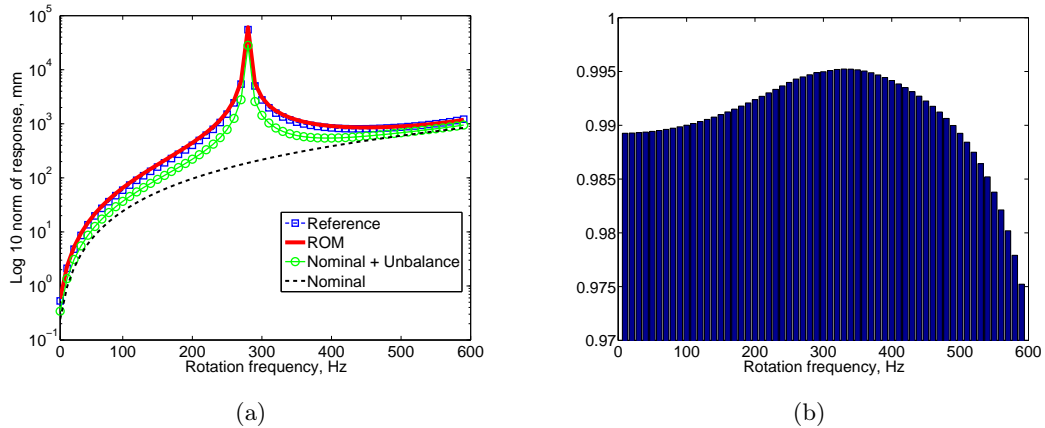 Log 10 norm of response, mm
10^5
10^4
10^3
10^2
10^1
10^0
10^−1
0 100 200 300 400 500 600
Rotation frequency, Hz
Reference
ROM
Nominal + Unbalance
Nominal
(a)
1
0.995
0.99
0.985
0.98
0.975
0.97
0 100 200 300 400 500 600
Rotation frequency, Hz
(b)